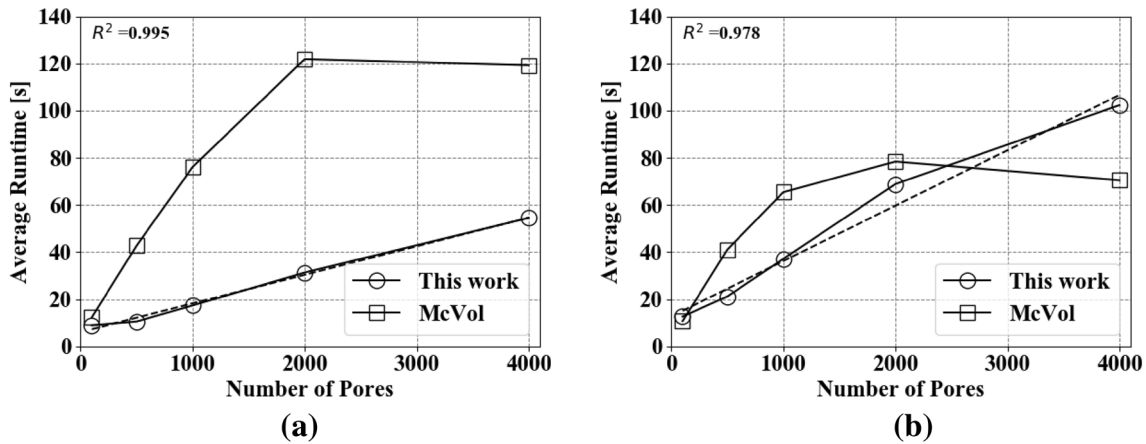 R² =0.995
Average Runtime [s]
140
120
100
80
60
40
20
0
This work
McVol
0 1000 2000 3000 4000
Number of Pores
(a)
R² =0.978
Average Runtime [s]
140
120
100
80
60
40
20
0
This work
McVol
0 1000 2000 3000 4000
Number of Pores
(b)